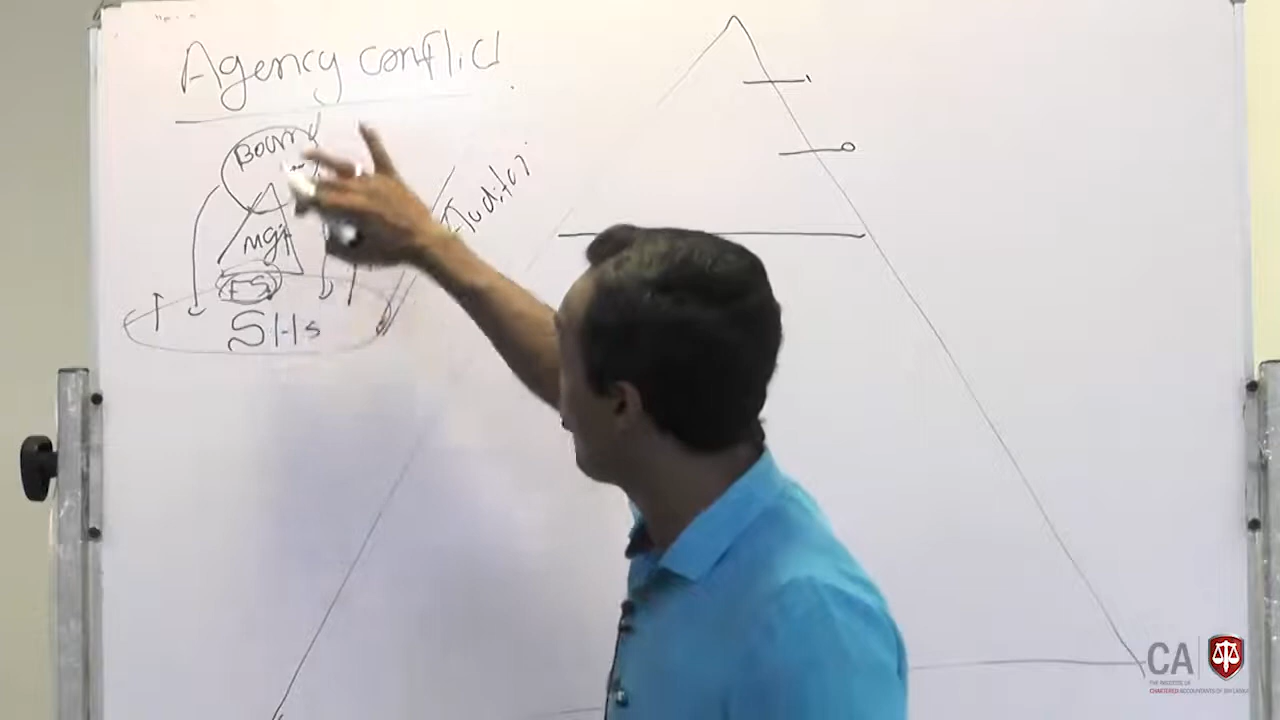 Agency conflict
Board
Mgt
FS
SHs
Auditor
CA
THE INSTITUTE OF
CHARTERED ACCOUNTANTS OF SRI LANKA